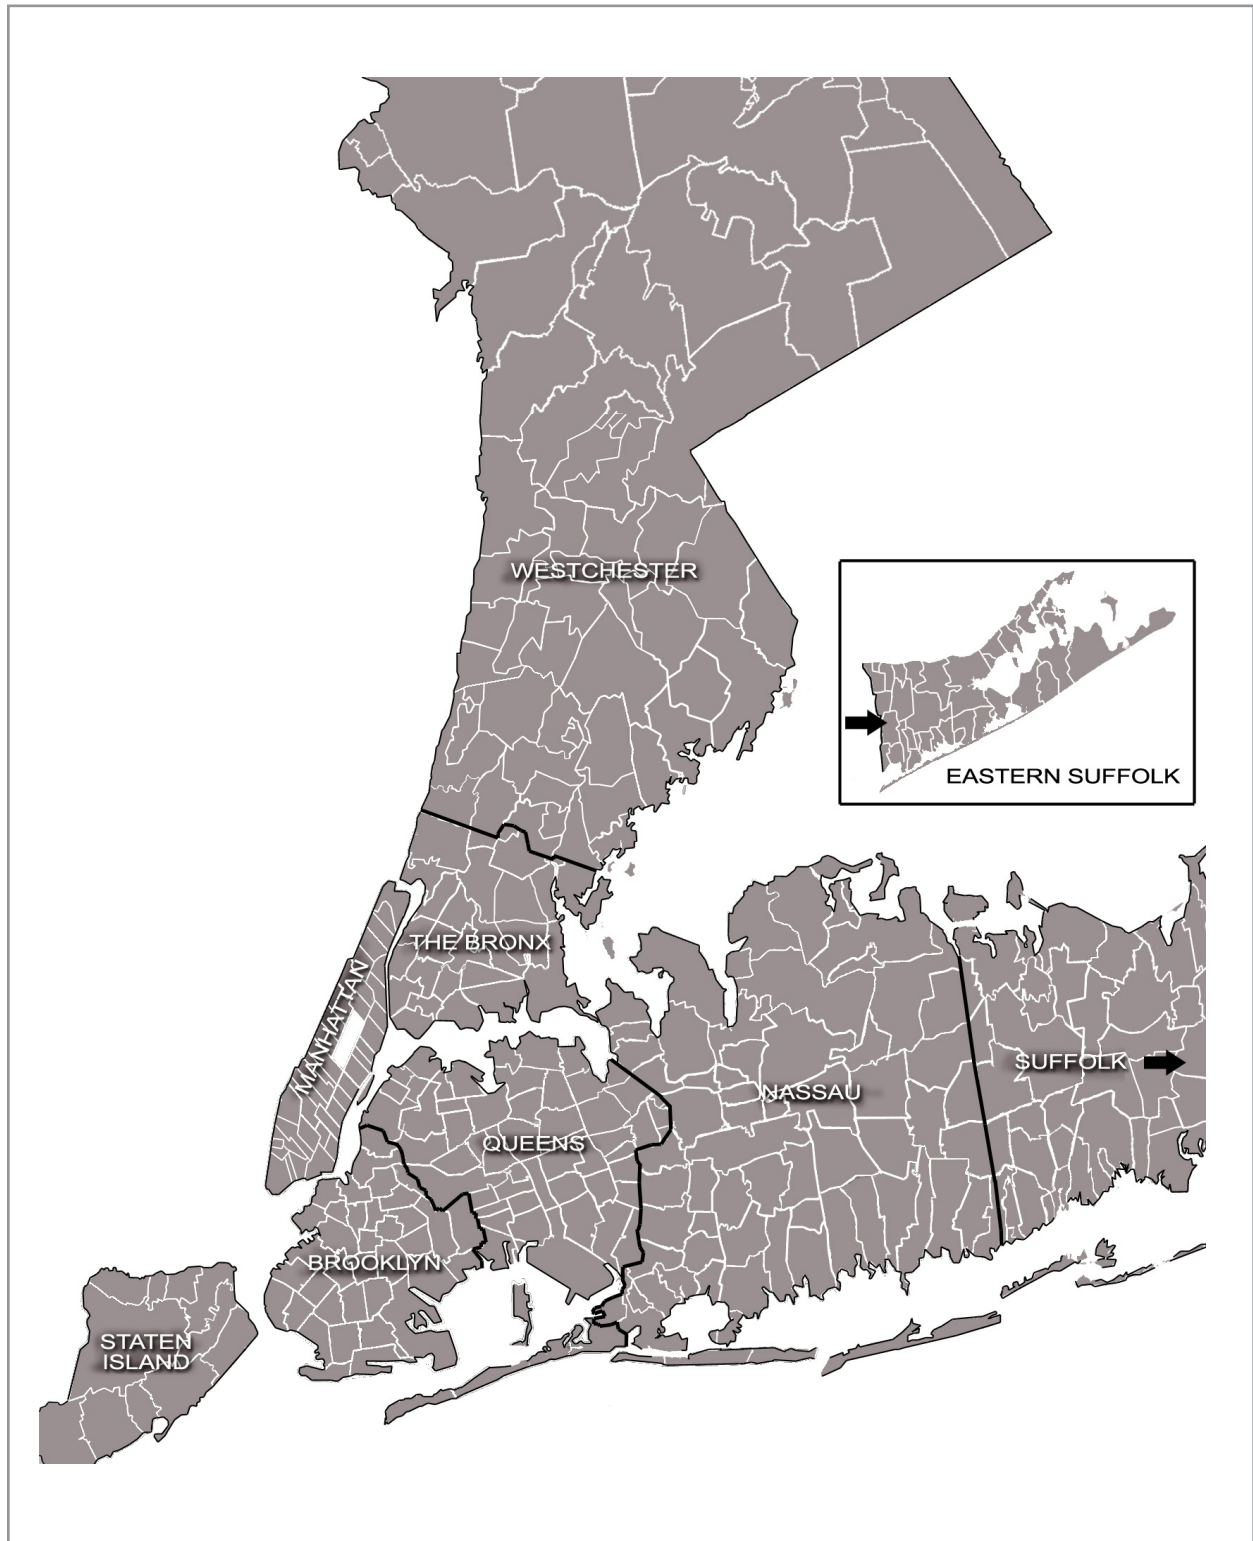 WESTCHESTER
EASTERN SUFFOLK
THE BRONX
MANHATTAN
SUFFOLK
NASSAU
QUEENS
BROOKLYN
STATEN
ISLAND